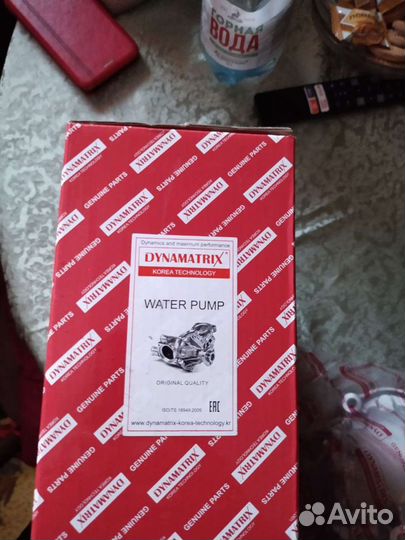 ГОРНАЯ
ВОДА
DYNAMATRIX
GENUINE PARTS
Dynamics and maximum performance
DYNAMATRIX
KOREA TECHNOLOGY
WATER PUMP
ORIGINAL QUALITY
ISO/TS 16949:2009
EAC
www.dynamatrix-korea-technology.kr
Avito